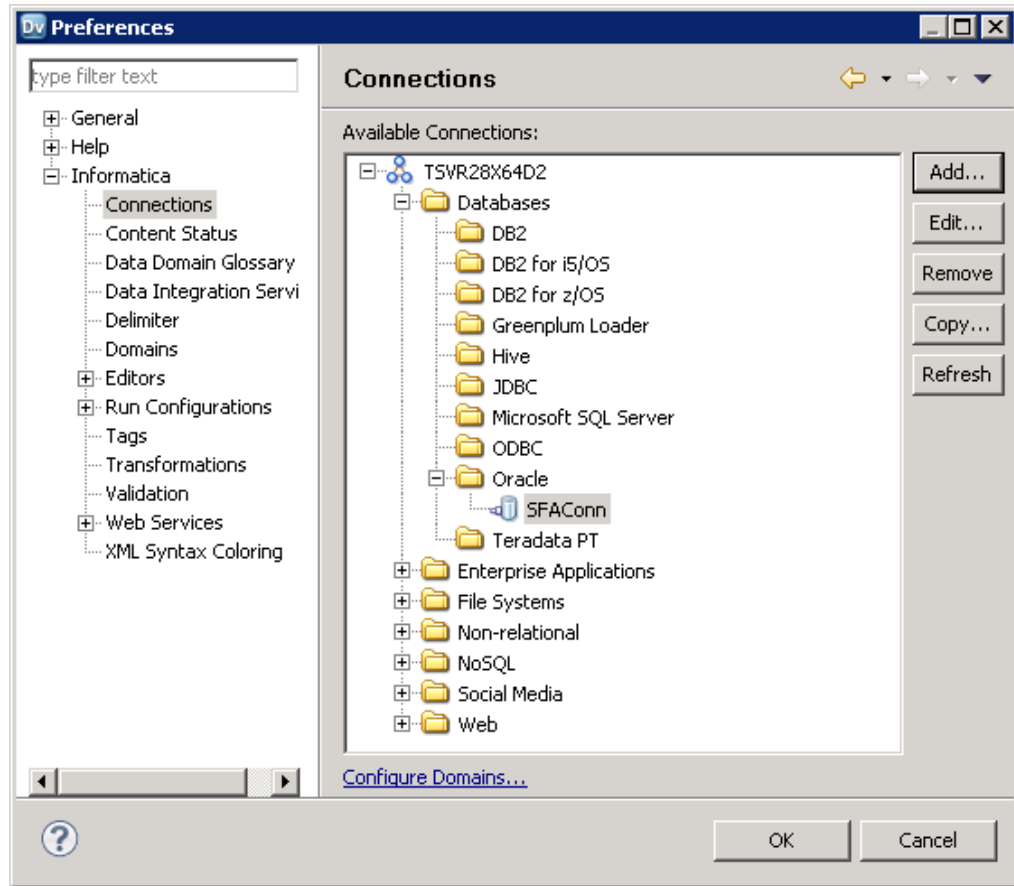 Dv Preferences
type filter text
General
Help
Informatica
Connections
Content Status
Data Domain Glossary
Data Integration Servi
Delimiter
Domains
Editors
Run Configurations
Tags
Transformations
Validation
Web Services
XML Syntax Coloring
Connections
Available Connections:
TSVR28X64D2
Databases
DB2
DB2 for i5/OS
DB2 for z/OS
Greenplum Loader
Hive
JDBC
Microsoft SQL Server
ODBC
Oracle
SFAConn
Teradata PT
Enterprise Applications
File Systems
Non-relational
NoSQL
Social Media
Web
Add...
Edit...
Remove
Copy...
Refresh
Configure Domains...
?
OK
Cancel